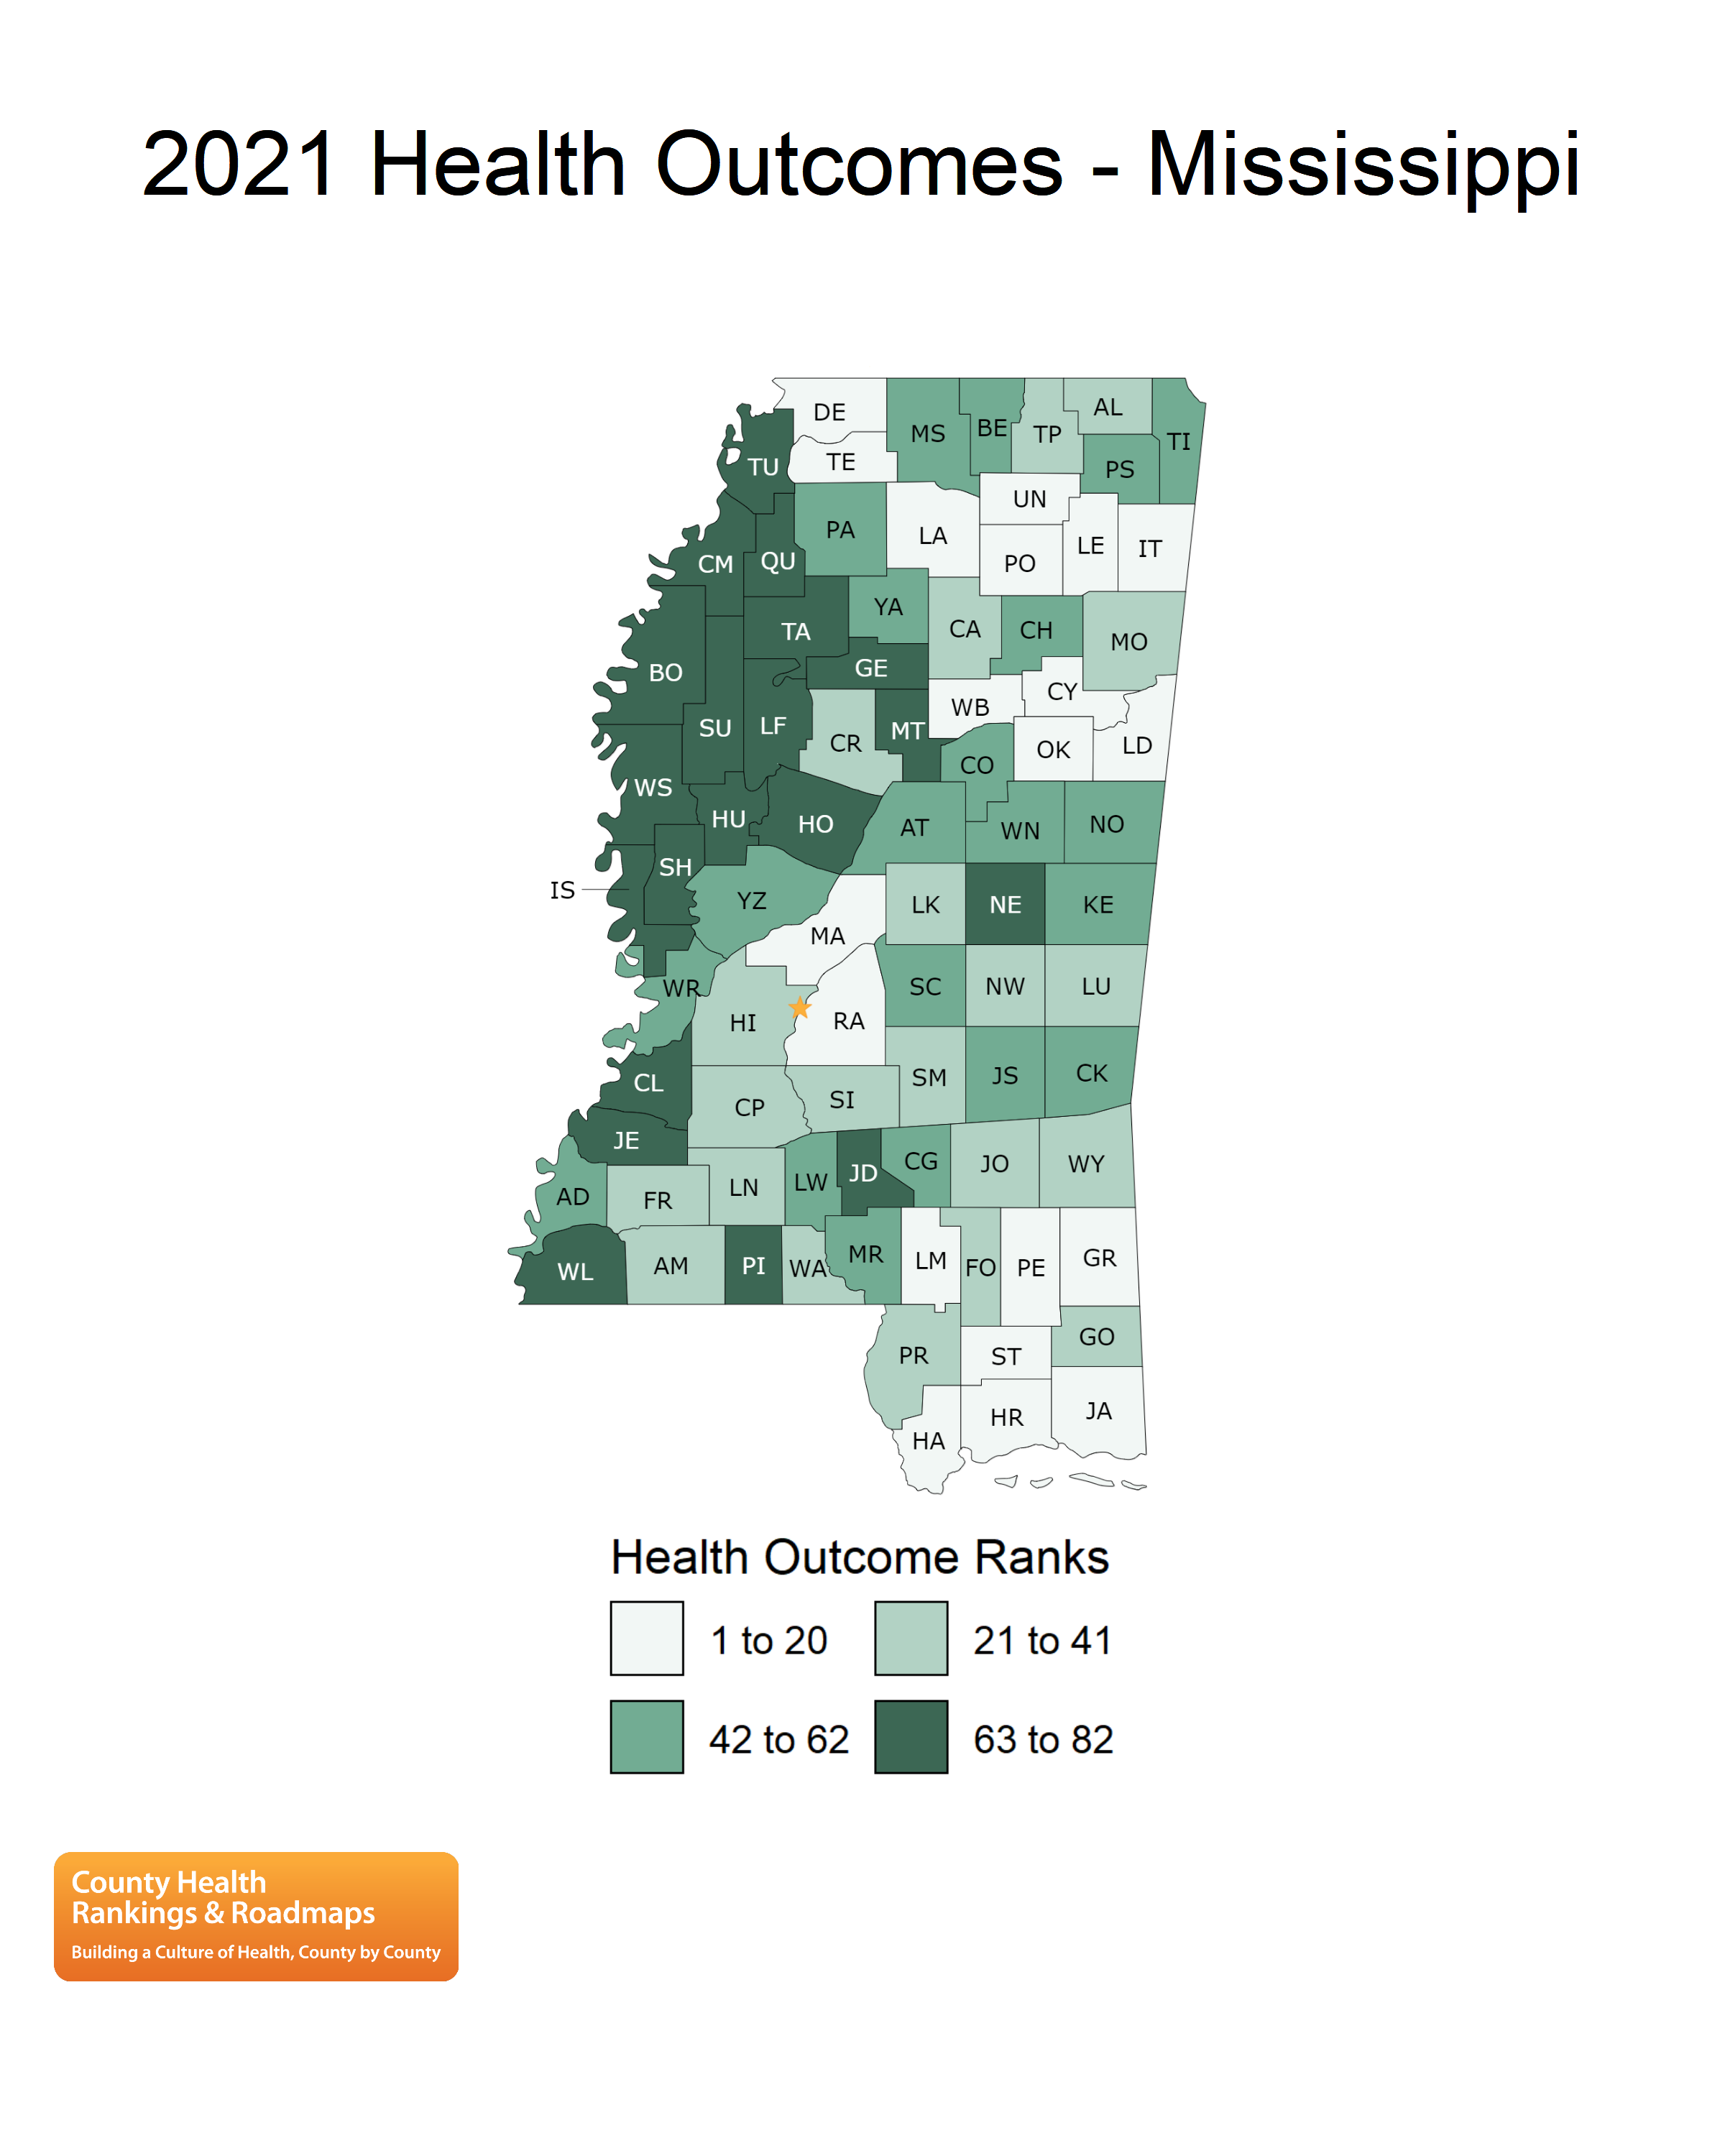 2021 Health Outcomes - Mississippi
DE
MS
BE
TP
AL
TI
TU
TE
PS
UN
PA
LA
LE
IT
CM
QU
PO
YA
TA
CA
CH
MO
BO
GE
CY
WB
SU
LF
CR
MT
OK
LD
CO
WS
HU
HO
AT
WN
NO
SH
IS
YZ
LK
NE
KE
MA
WR
SC
NW
LU
HI
RA
CL
SM
JS
CK
CP
SI
JE
JD
CG
JO
WY
AD
FR
LN
LW
WL
AM
PI
WA
MR
LM
FO
PE
GR
GO
PR
ST
HR
JA
HA
Health Outcome Ranks
1 to 20
21 to 41
42 to 62
63 to 82
County Health
Rankings & Roadmaps
Building a Culture of Health, County by County